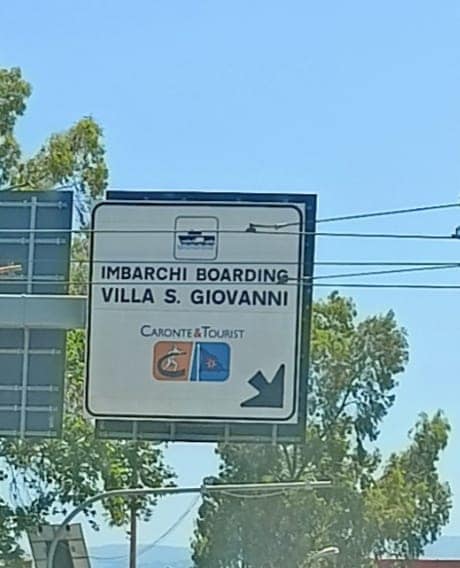 IMBARCHI BOARDING
VILLA S. GIOVANNI
CARONTE & TOURIST